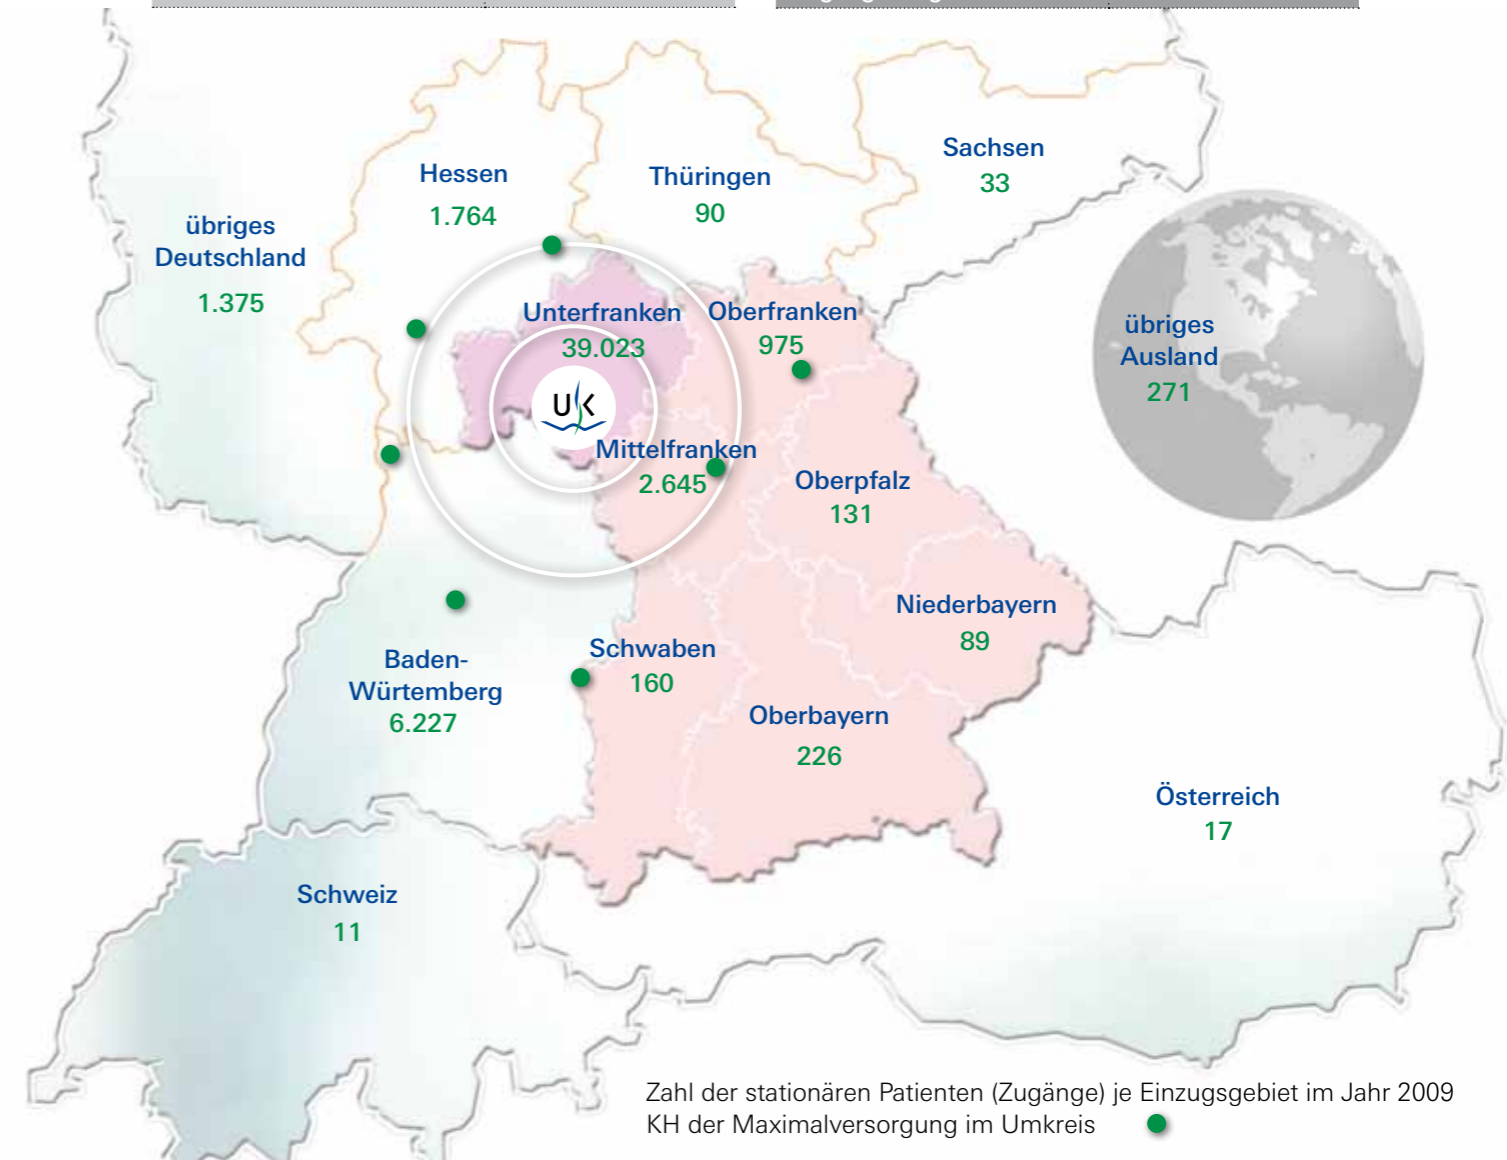 Sachsen
33
Hessen
1.764
Thüringen
90
übriges
Deutschland
1.375
Unterfranken
39.023
Oberfranken
975
übriges
Ausland
271
UK
Mittelfranken
2.645
Oberpfalz
131
Niederbayern
89
Schwaben
160
Baden-
Würtemberg
6.227
Oberbayern
226
Österreich
17
Schweiz
11
Zahl der stationären Patienten (Zugänge) je Einzugsgebiet im Jahr 2009
KH der Maximalversorgung im Umkreis